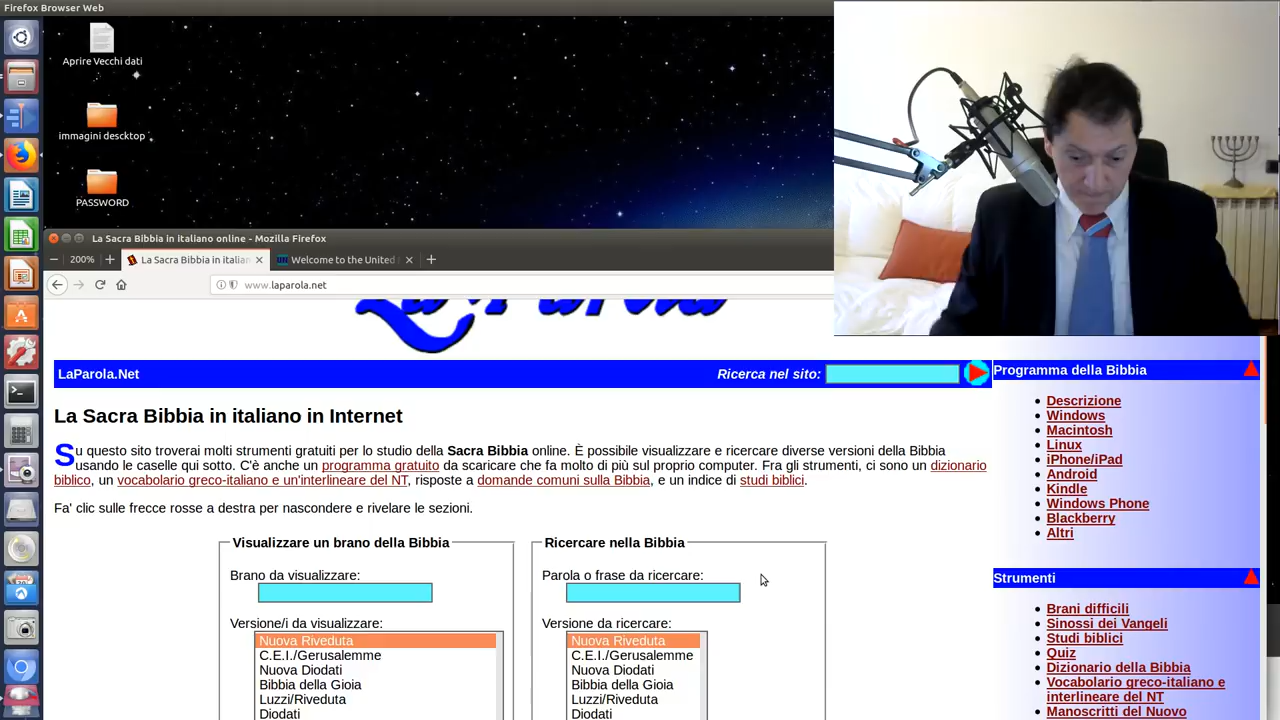 Firefox Browser Web
Aprire Vecchi dati
immagini descktop
PASSWORD
La Sacra Bibbia in italiano online - Mozilla Firefox
200%
La Sacra Bibbia in italian
Welcome to the United
www.laparola.net
La Parola
LaParola.Net
Ricerca nel sito:
La Sacra Bibbia in italiano in Internet
Su questo sito troverai molti strumenti gratuiti per lo studio della Sacra Bibbia online. È possibile visualizzare e ricercare diverse versioni della Bibbia
usando le caselle qui sotto. C'è anche un programma gratuito da scaricare che fa molto di più sul proprio computer. Fra gli strumenti, ci sono un dizionario
biblico, un vocabolario greco-italiano e un'interlineare del NT, risposte a domande comuni sulla Bibbia, e un indice di studi biblici.
Fa' clic sulle frecce rosse a destra per nascondere e rivelare le sezioni.
Visualizzare un brano della Bibbia
Brano da visualizzare:
Versione/i da visualizzare:
Nuova Riveduta
C.E.I./Gerusalemme
Nuova Diodati
Bibbia della Gioia
Luzzi/Riveduta
Diodati
Ricercare nella Bibbia
Parola o frase da ricercare:
Versione da ricercare:
Nuova Riveduta
C.E.I./Gerusalemme
Nuova Diodati
Bibbia della Gioia
Luzzi/Riveduta
Diodati
Programma della Bibbia
Descrizione
Windows
Macintosh
Linux
iPhone/iPad
Android
Kindle
Windows Phone
Blackberry
Altri
Strumenti
Brani difficili
Sinossi dei Vangeli
Studi biblici
Quiz
Dizionario della Bibbia
Vocabolario greco-italiano e
interlineare del NT
Manoscritti del Nuovo